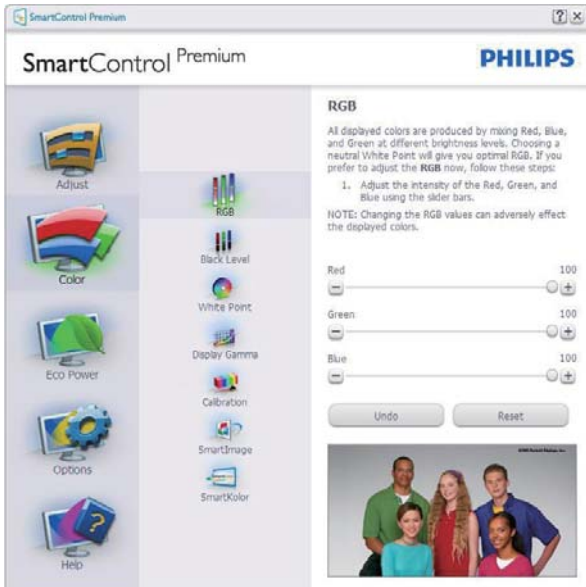 SmartControl Premium
SmartControl Premium
PHILIPS
Adjust
Color
Eco Power
Options
Help
RGB
Black Level
White Point
Display Gamma
Calibration
SmartImage
SmartKolor
RGB
All displayed colors are produced by mixing Red, Blue,
and Green at different brightness levels. Choosing a
neutral White Point will give you optimal RGB. If you
prefer to adjust the RGB now, follow these steps:
1. Adjust the intensity of the Red, Green, and
Blue using the slider bars.
NOTE: Changing the RGB values can adversely effect
the displayed colors.
Red 100
Green 100
Blue 100
Undo Reset